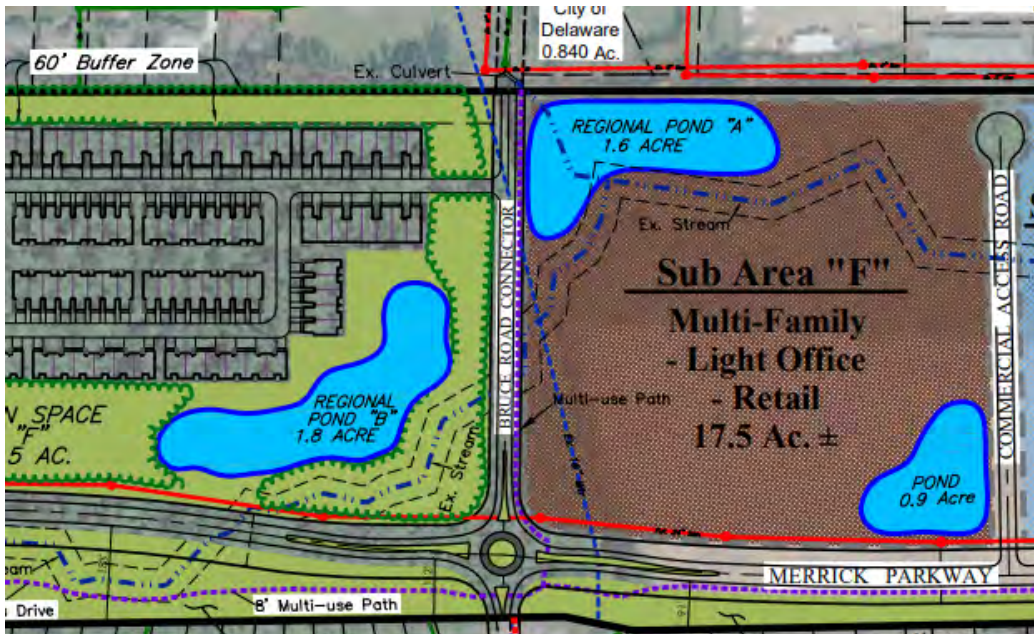 City of
Delaware
0.840 Ac.
60' Buffer Zone
Ex. Culvert
REGIONAL POND "A"
1.6 ACRE
Ex. Stream
BRUCE ROAD CONNECTOR
COMMERCIAL ACCESS ROAD
Sub Area "F"
Multi-Family
- Light Office
- Retail
17.5 Ac. ±
Multi-use Path
REGIONAL
POND "B"
1.8 ACRE
Ex. Stream
N SPACE
"F"
5 AC.
POND
0.9 Acre
MERRICK PARKWAY
eam
s Drive
8' Multi-use Path